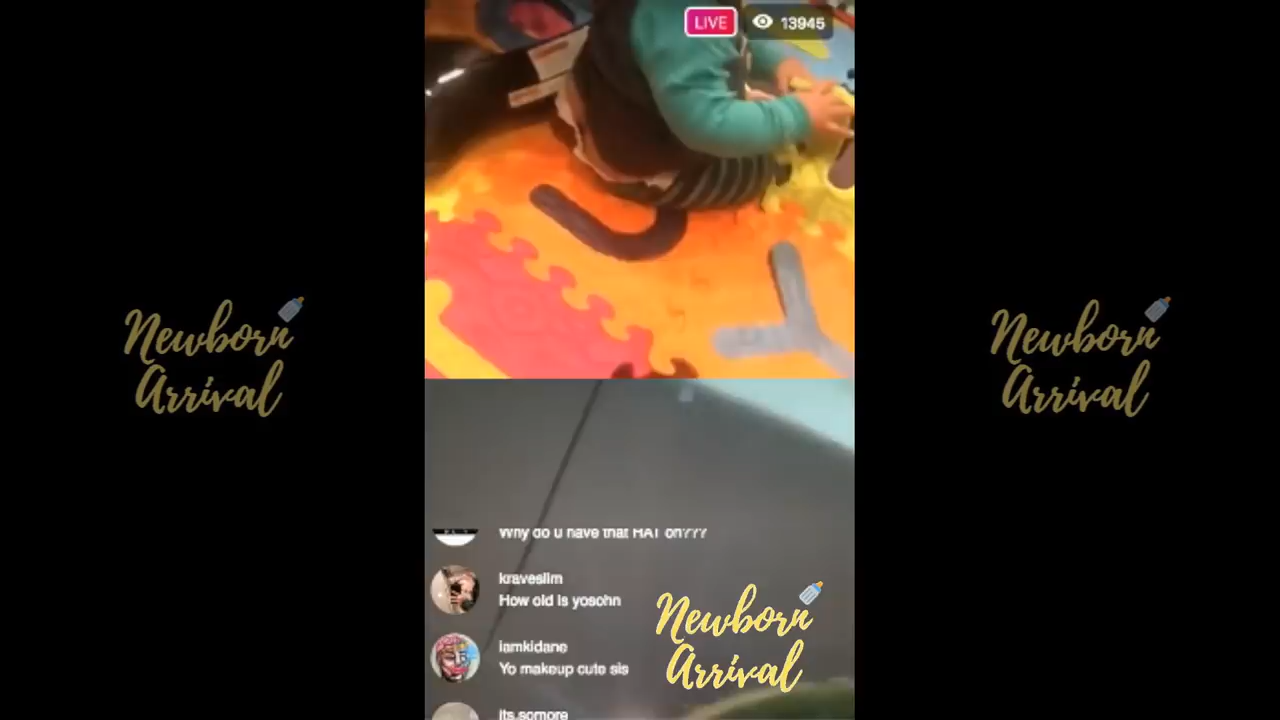 LIVE 13945
Newborn
Arrival
Newborn
Arrival
Why do u have that HAT on???
kraveslim
How old is yosohn
iamkidane
Yo makeup cute sis
its.somore
Newborn
Arrival